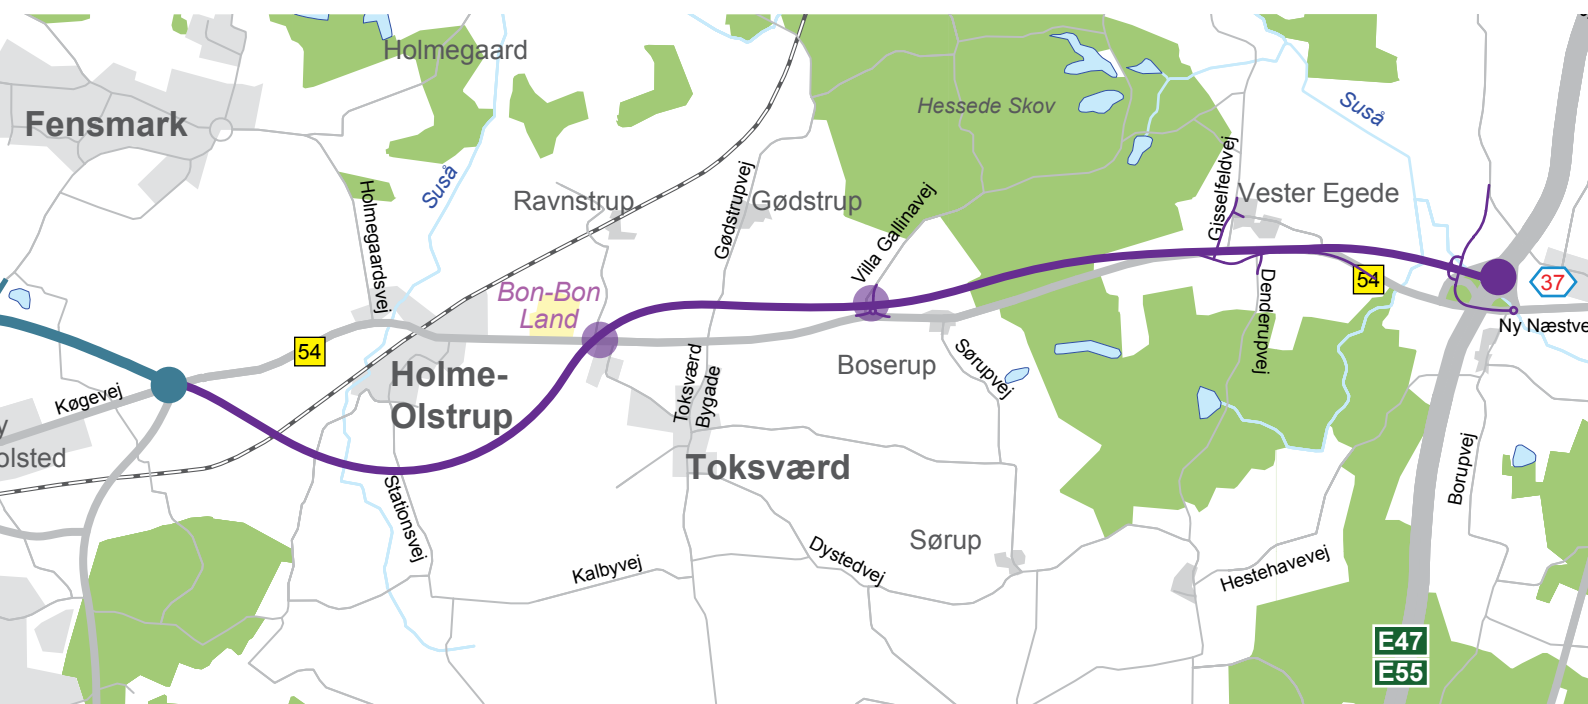 Holmegaard
Fensmark
Hessede Skov
Suså
Suså
Holmegaardsvej
Ravnstrup
Gødstrupvej
Gødstrup
Villa Gallinavej
Gisselfeldvej
Vester Egede
Bon-Bon
Land
54
54
37
Denderupvej
Ny Næstve
Køgevej
Holme-
Olstrup
Toksværd
Bygade
Boserup
Sørupvej
y
olsted
Toksværd
Stationsvej
Borupvej
Kalbyvej
Dystedvej
Sørup
Hestehavevej
E47
E55